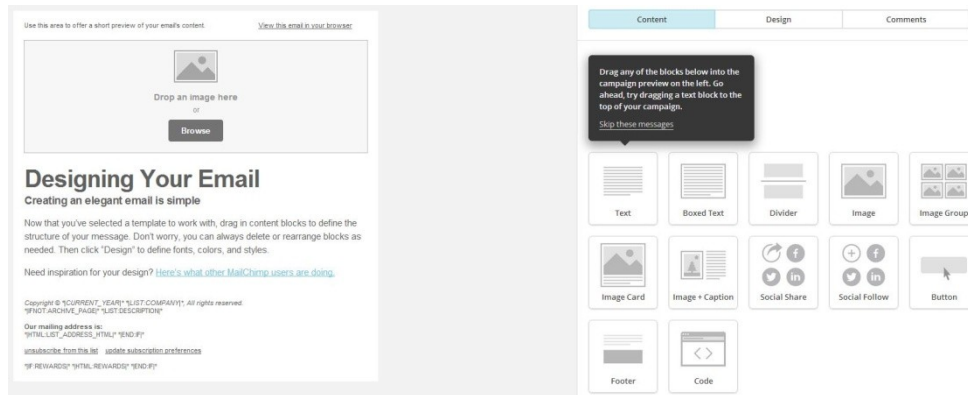 Use this area to offer a short preview of your email's content.
View this email in your browser
Drop an image here
or
Browse
Designing Your Email
Creating an elegant email is simple
Now that you've selected a template to work with, drag in content blocks to define the
structure of your message. Don't worry, you can always delete or rearrange blocks as
needed. Then click "Design" to define fonts, colors, and styles.
Need inspiration for your design? Here's what other MailChimp users are doing.
Copyright © *|CURRENT_YEAR|* *|LIST:COMPANY|*, All rights reserved.
*|IFNOT:ARCHIVE_PAGE|* *|LIST:DESCRIPTION|*
Our mailing address is:
*|HTML:LIST_ADDRESS_HTML|* *|END:IF|*
unsubscribe from this list update subscription preferences
*|IF:REWARDS|* *|HTML:REWARDS|* *|END:IF|*
Content
Design
Comments
Drag any of the blocks below into the
campaign preview on the left. Go
ahead, try dragging a text block to the
top of your campaign.
Skip these messages
Text
Boxed Text
Divider
Image
Image Group
Image Card
Image + Caption
Social Share
Social Follow
Button
Footer
Code